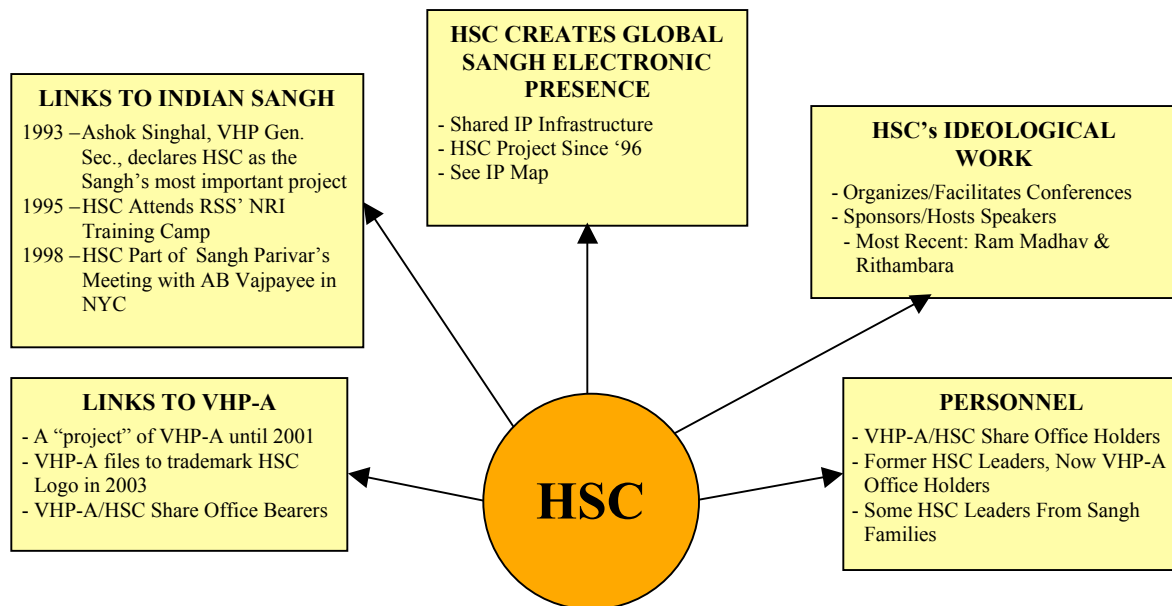 HSC CREATES GLOBAL
SANGH ELECTRONIC
PRESENCE
- Shared IP Infrastructure
- HSC Project Since ‘96
- See IP Map
LINKS TO INDIAN SANGH
1993 –Ashok Singhal, VHP Gen.
Sec., declares HSC as the
Sangh’s most important project
1995 –HSC Attends RSS’ NRI
Training Camp
1998 –HSC Part of Sangh Parivar’s
Meeting with AB Vajpayee in
NYC
HSC’s IDEOLOGICAL
WORK
- Organizes/Facilitates Conferences
- Sponsors/Hosts Speakers
- Most Recent: Ram Madhav &
Rithambara
LINKS TO VHP-A
- A “project” of VHP-A until 2001
- VHP-A files to trademark HSC
Logo in 2003
- VHP-A/HSC Share Office Bearers
HSC
PERSONNEL
- VHP-A/HSC Share Office Holders
- Former HSC Leaders, Now VHP-A
Office Holders
- Some HSC Leaders From Sangh
Families